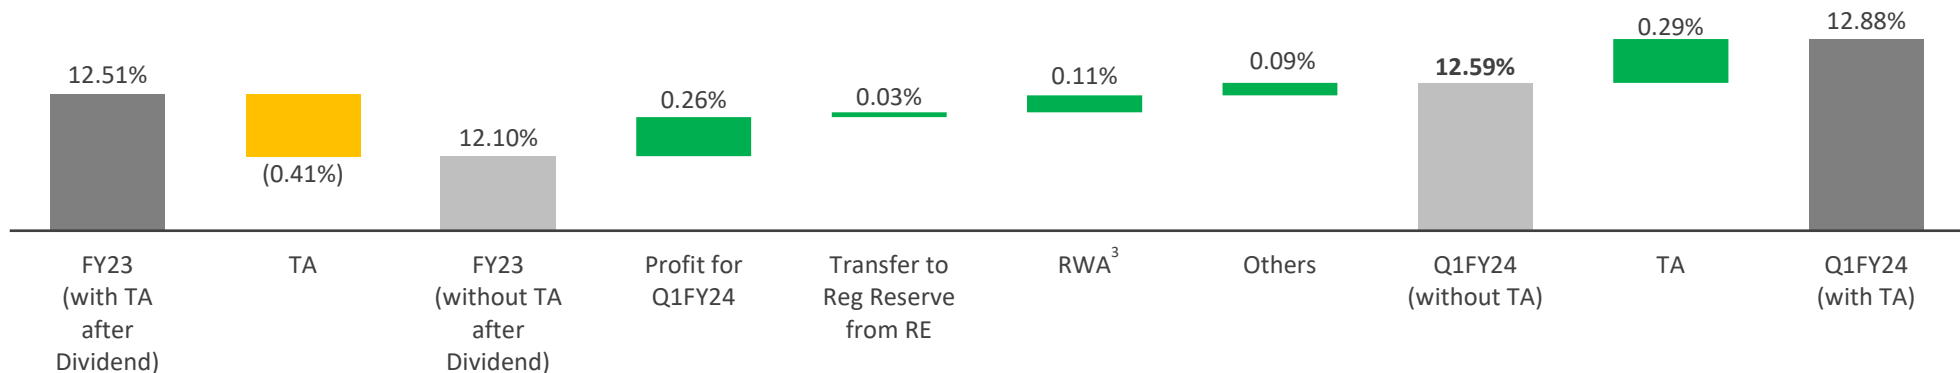 12.51%
(0.41%)
12.10%
0.26%
0.03%
0.11%
0.09%
12.59%
0.29%
12.88%
FY23
(with TA
after
Dividend)
TA
FY23
(without TA
after
Dividend)
Profit for
Q1FY24
Transfer to
Reg Reserve
from RE
RWA³
Others
Q1FY24
(without TA)
TA
Q1FY24
(with TA)